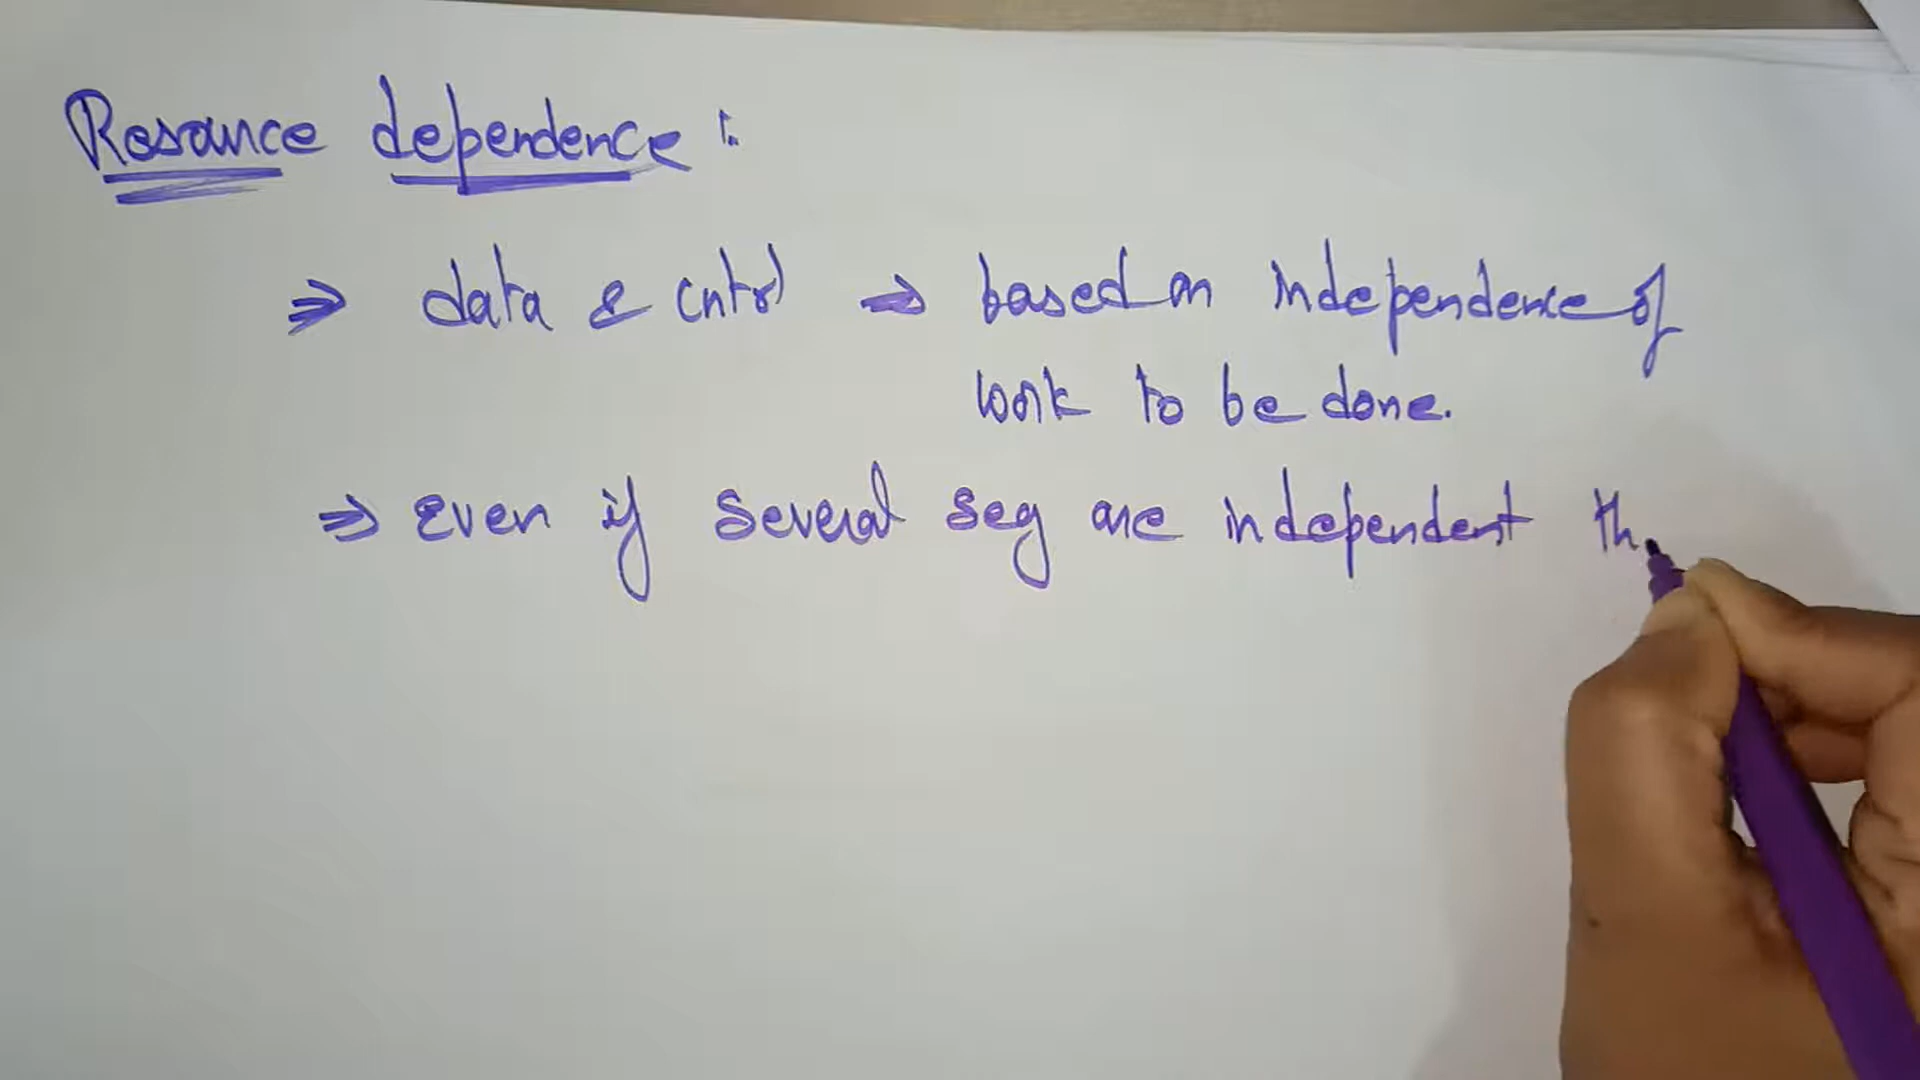 Resource dependence :
⇒ data & cntrl ⇒ based on independence of
work to be done.
⇒ Even if several seg are independent th